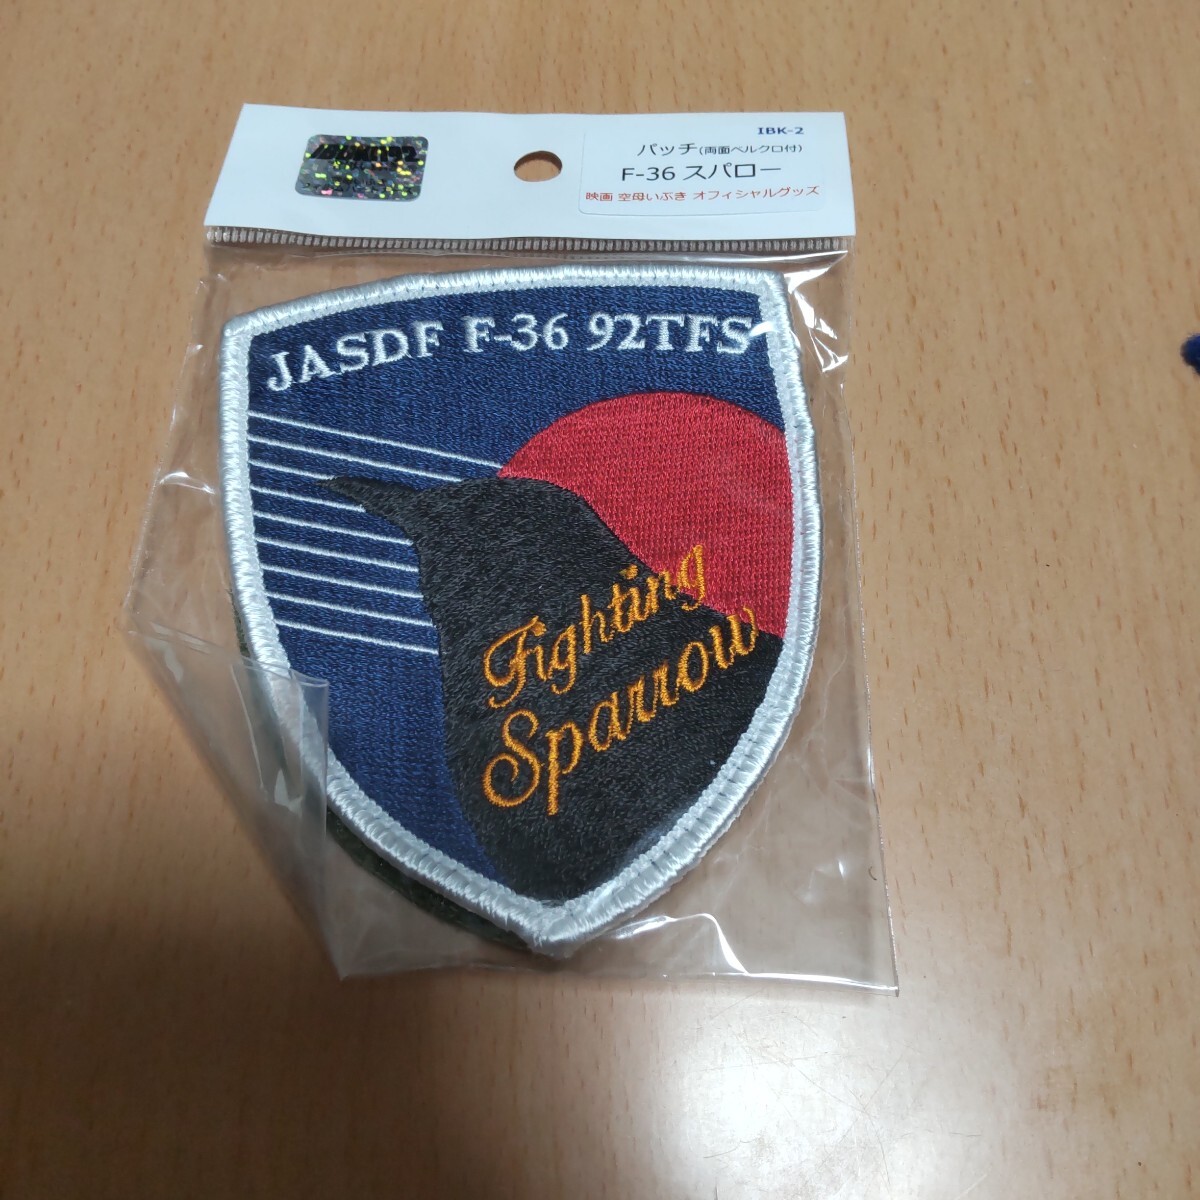 IBK-2
パッチ(両面ベルクロ付)
F-36 スパロー
映画 空母いぶき オフィシャルグッズ
JASDF F-36 92TFS
Fighting
Sparrow